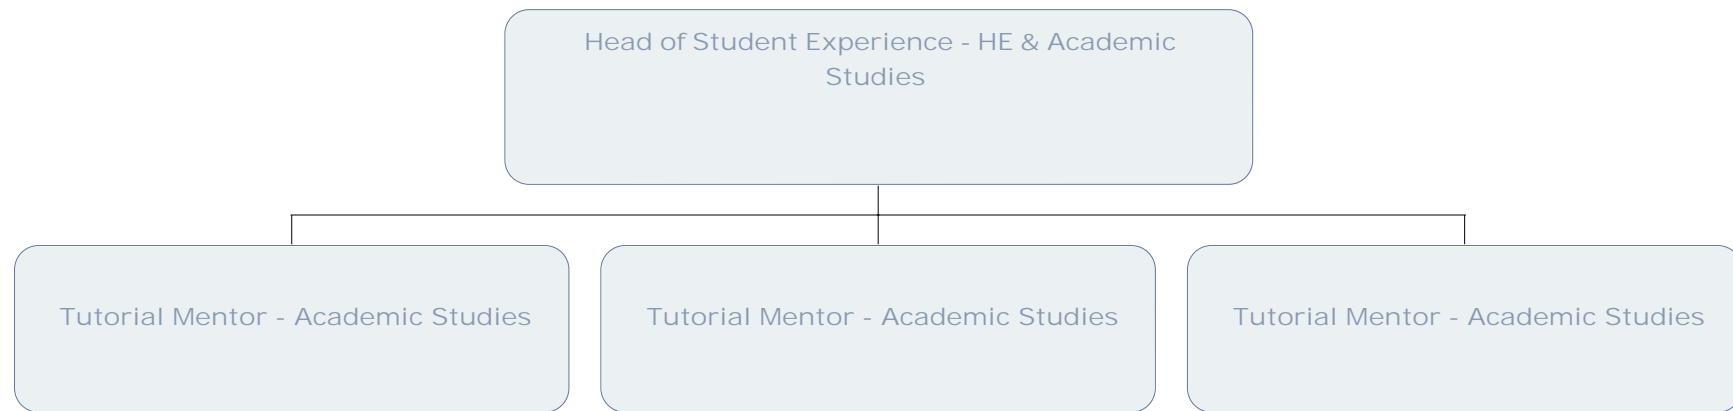 Head of Student Experience - HE & Academic
Studies
Tutorial Mentor - Academic Studies
Tutorial Mentor - Academic Studies
Tutorial Mentor - Academic Studies